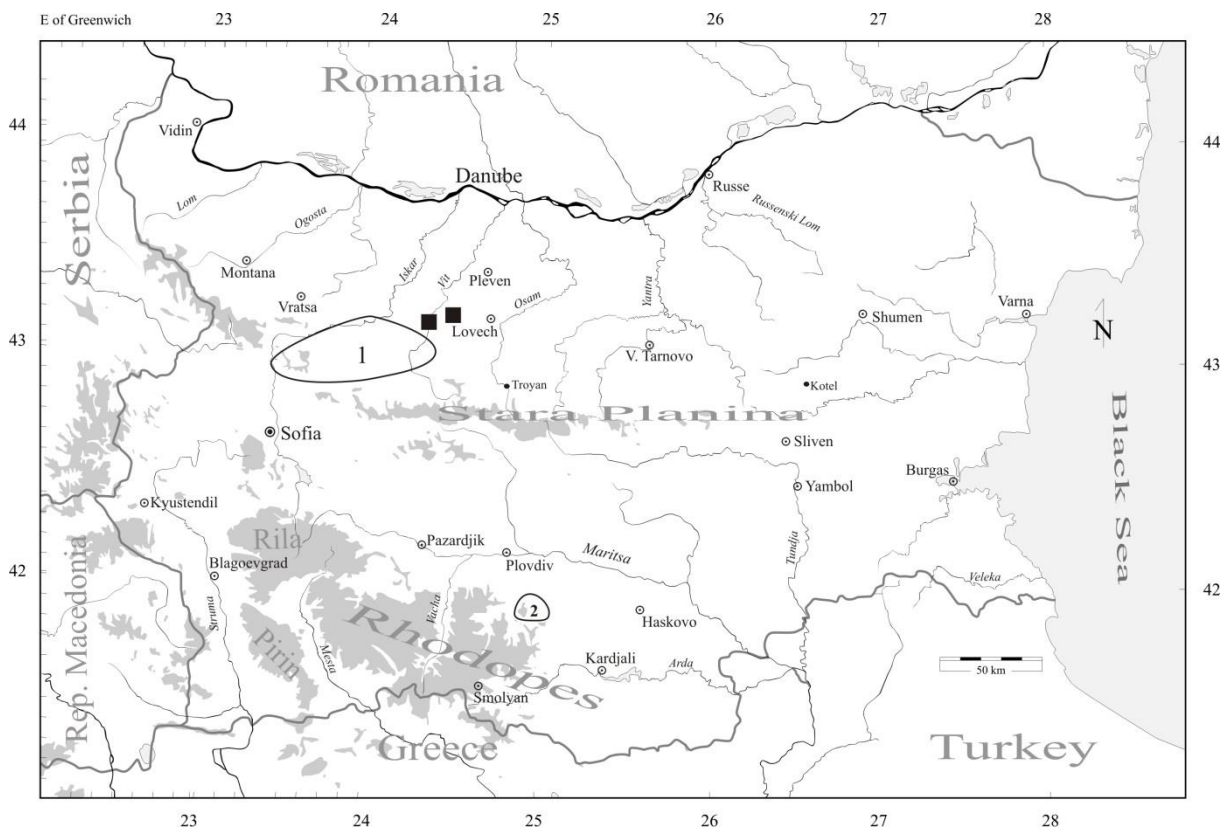 E of Greenwich 23 24 25 26 27 28
Romania
44
44
Vidin
Danube
Russe
Serbia
Lom
Ogosta
Russenski Lom
Montana
Iskar
Vit
Pleven
Osam
Yantra
Vratsa
Varna
Lovech
Shumen
N
43
1
V. Tarnovo
43
Troyan
Kotel
Stara Planina
Sofia
Sliven
Black Sea
Burgas
Yambol
Kyustendil
Rila
Pazardjik
Maritsa
Tundja
42
Blagoevgrad
Plovdiv
Veleka
42
Rep. Macedonia
Struma
Vacha
2
Haskovo
Rhodopes
Pirin
Mesta
Kardjali
Arda
50 km
Smolyan
Greece
Turkey
23 24 25 26 27 28